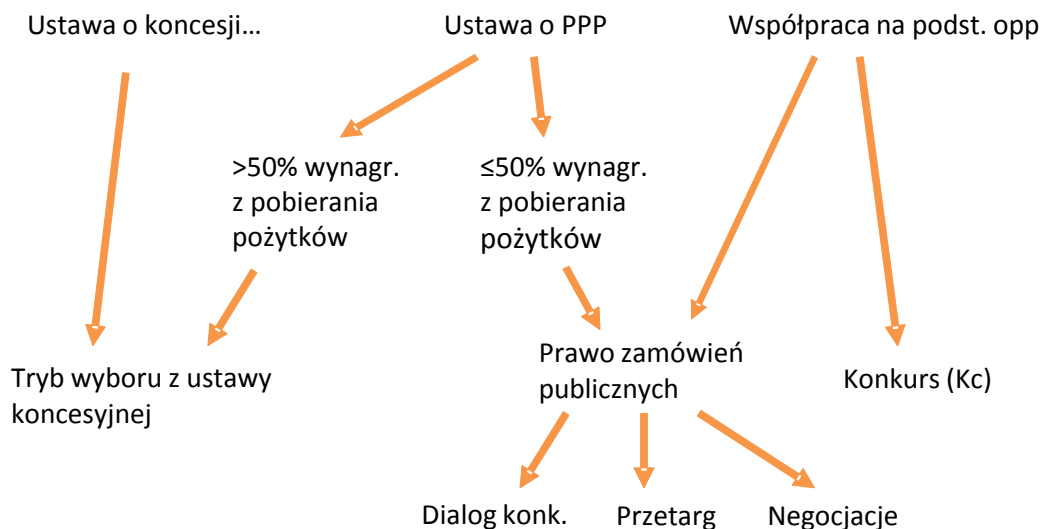 Ustawa o koncesji…
Ustawa o PPP
Współpraca na podst. opp
>50% wynagr.
z pobierania
pożytków
≤50% wynagr.
z pobierania
pożytków
Tryb wyboru z ustawy
koncesyjnej
Prawo zamówień
publicznych
Konkurs (Kc)
Dialog konk.
Przetarg
Negocjacje